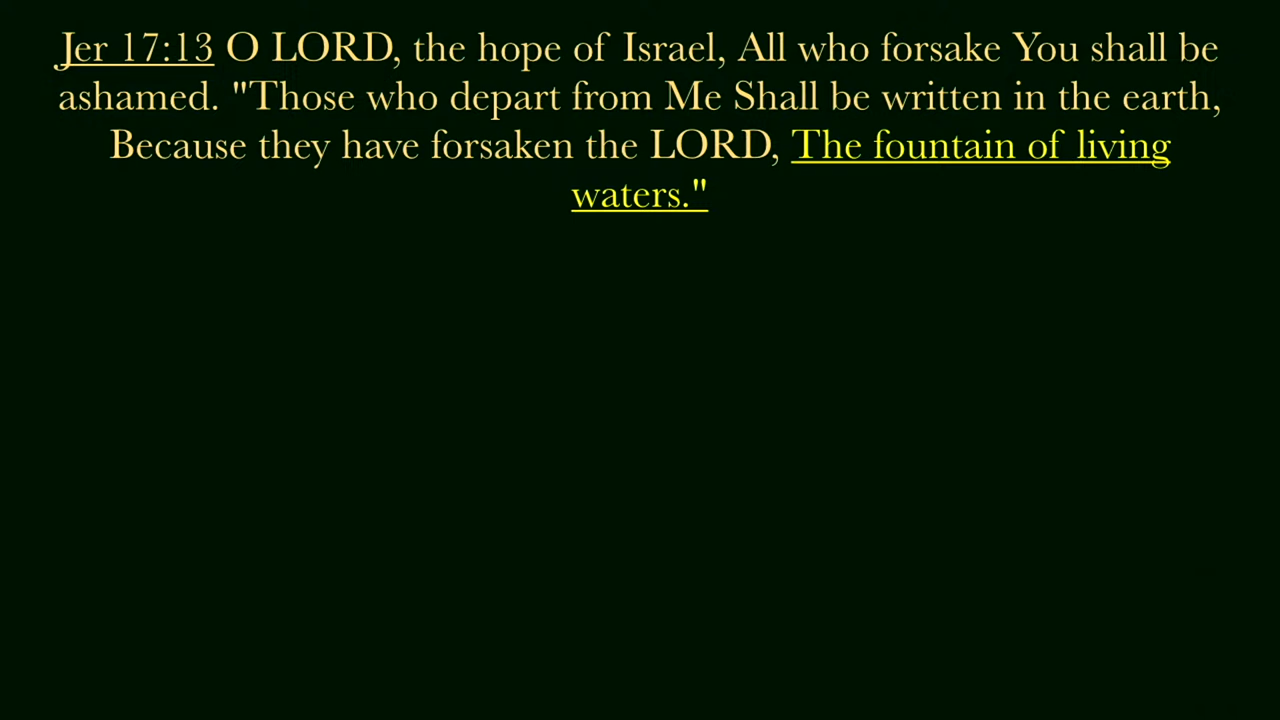 Jer 17:13 O LORD, the hope of Israel, All who forsake You shall be
ashamed. "Those who depart from Me Shall be written in the earth,
Because they have forsaken the LORD, The fountain of living
waters."